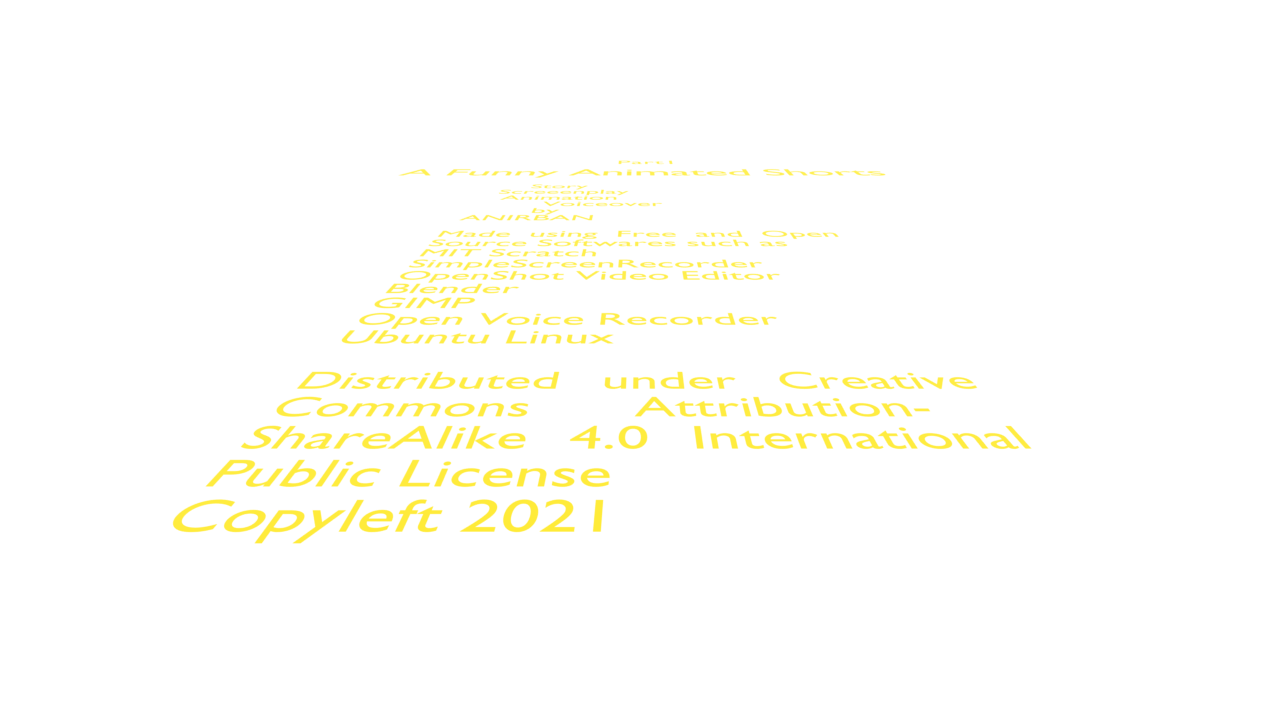 Part1
A Funny Animated Shorts
Story
Screeenplay
Animation
Voiceover
by
ANIRBAN
Made using Free and Open
Source Softwares such as
MIT Scratch
SimpleScreenRecorder
OpenShot Video Editor
Blender
GIMP
Open Voice Recorder
Ubuntu Linux
Distributed under Creative
Commons Attribution-
ShareAlike 4.0 International
Public License
Copyleft 2021